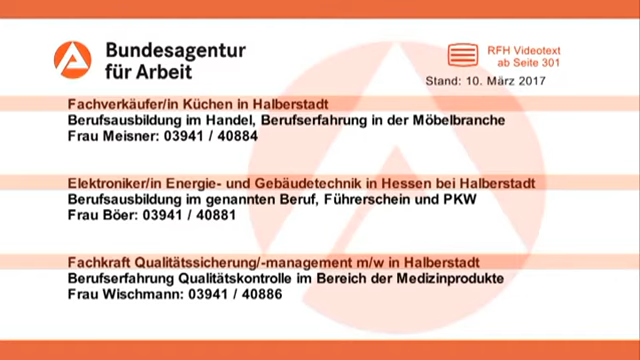 Bundesagentur
für Arbeit
RFH Videotext
ab Seite 301
Stand: 10. März 2017
Fachverkäufer/in Küchen in Halberstadt
Berufsausbildung im Handel, Berufserfahrung in der Möbelbranche
Frau Meisner: 03941 / 40884
Elektroniker/in Energie- und Gebäudetechnik in Hessen bei Halberstadt
Berufsausbildung im genannten Beruf, Führerschein und PKW
Frau Böer: 03941 / 40881
Fachkraft Qualitätssicherung/-management m/w in Halberstadt
Berufserfahrung Qualitätskontrolle im Bereich der Medizinprodukte
Frau Wischmann: 03941 / 40886